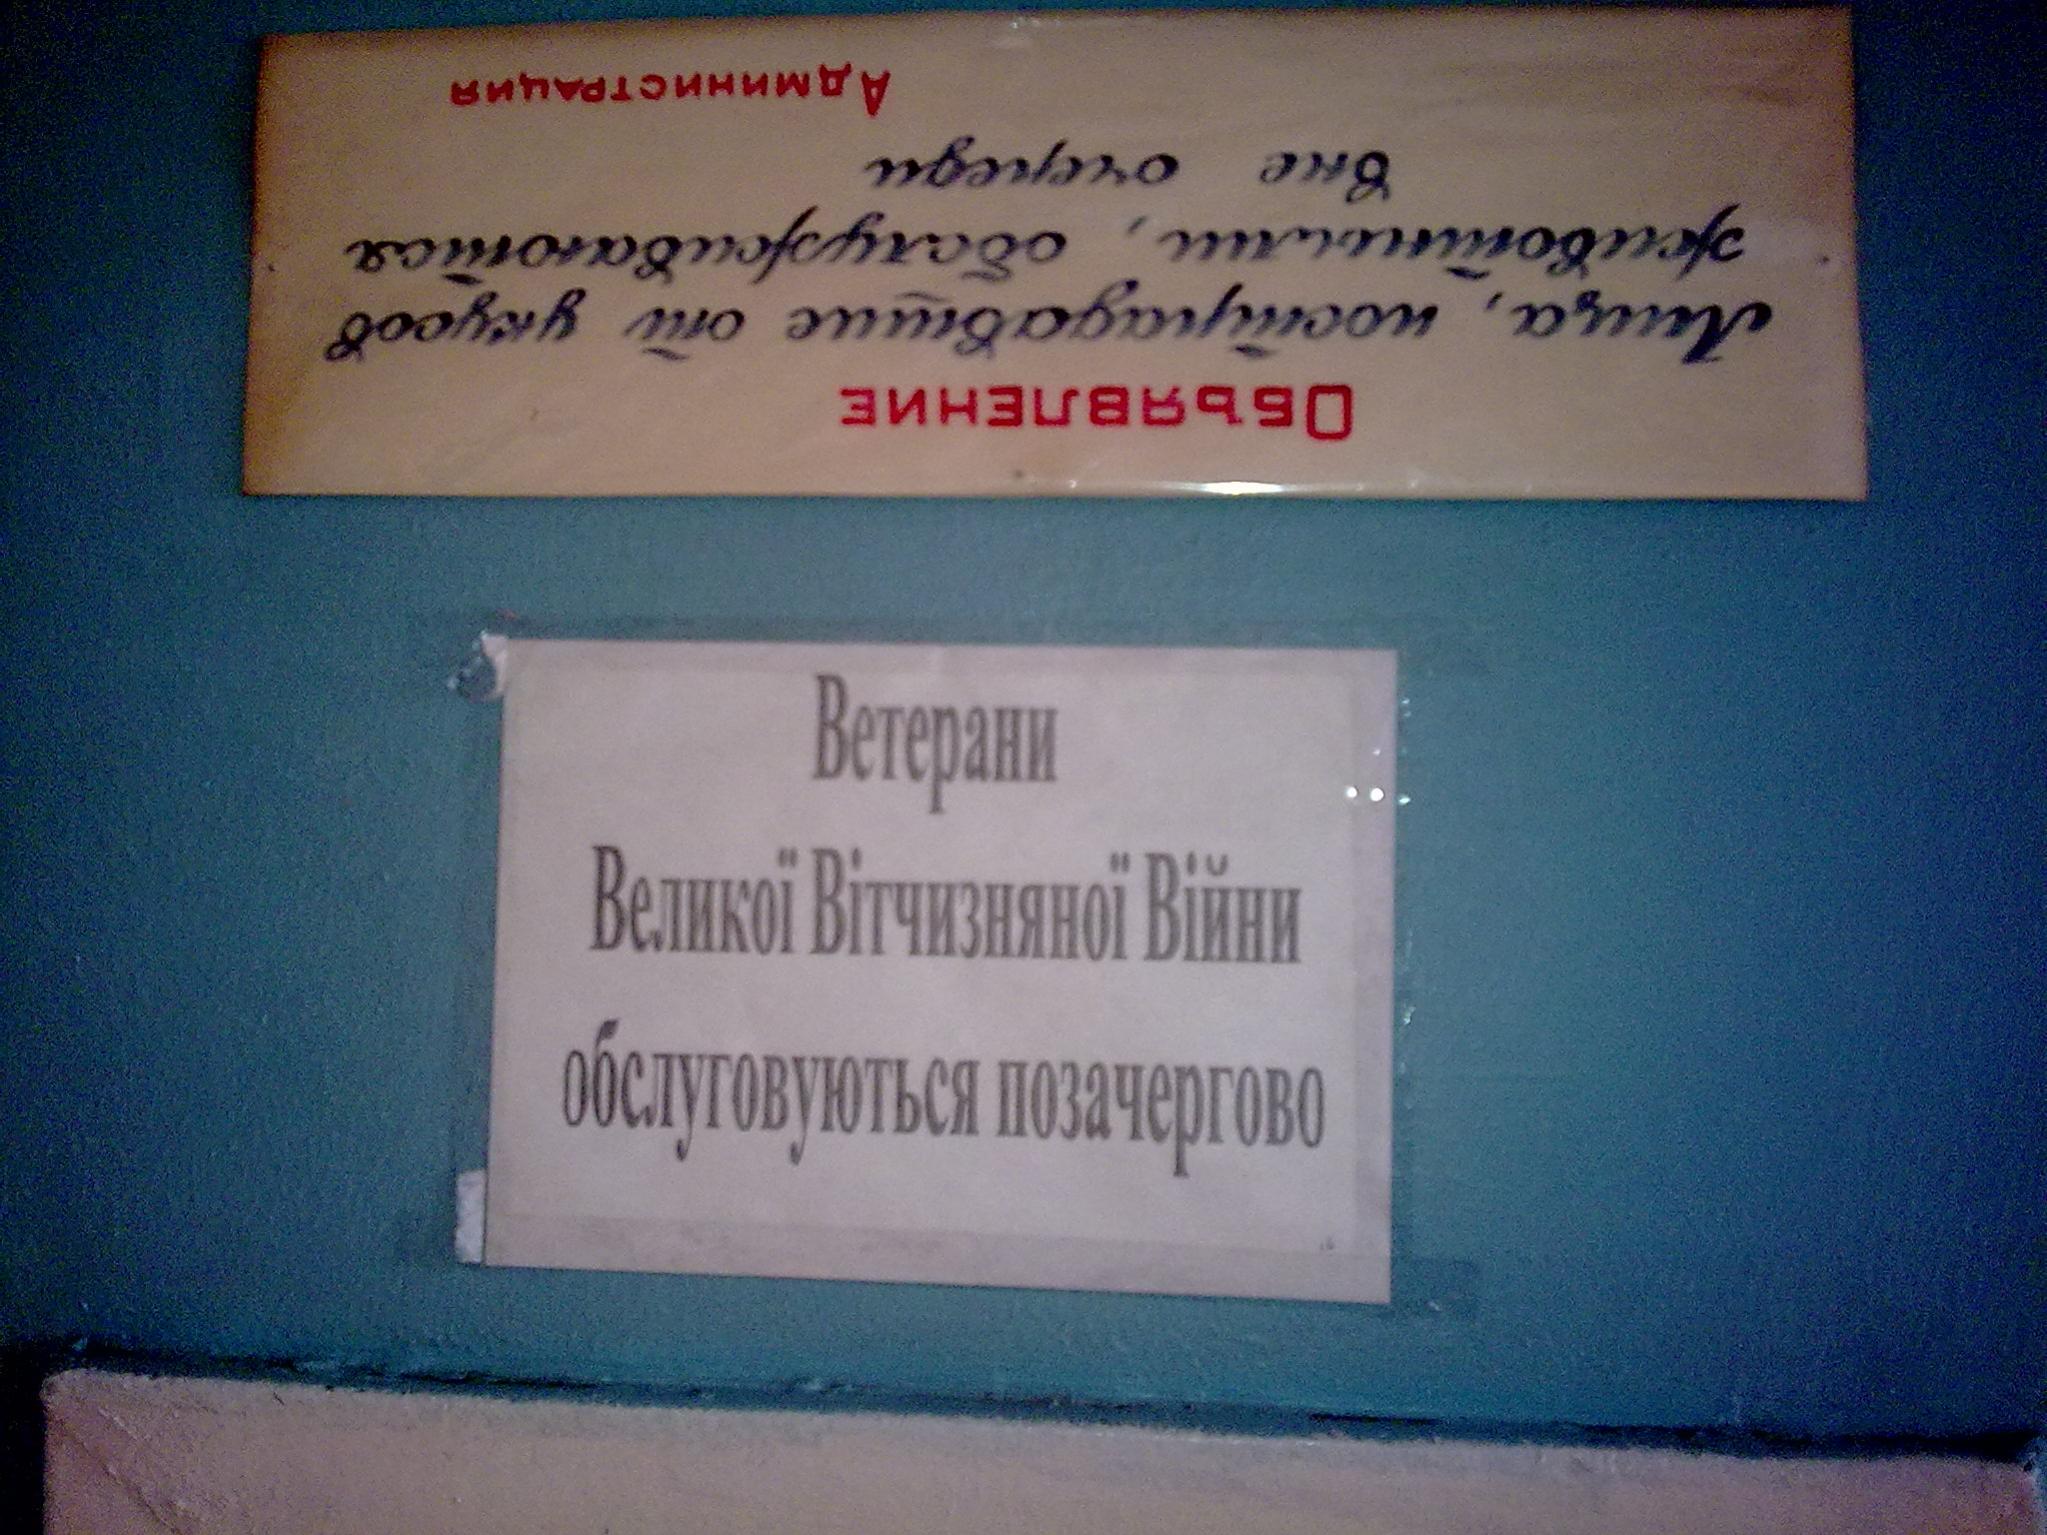 Объявление
Лица, пострадавшие от укусов
животными, обслуживаются
вне очереди
Администрация
Ветерани
Великої Вітчизняної Війни
обслуговуються позачергово